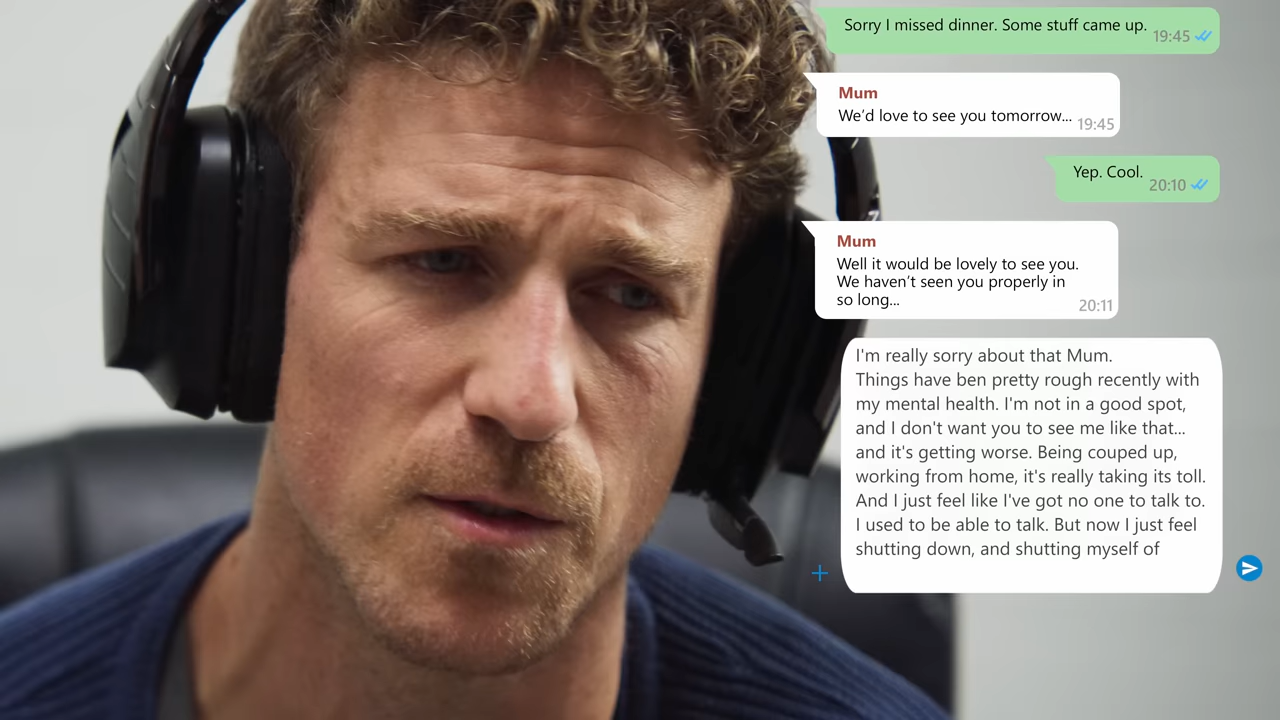 Sorry I missed dinner. Some stuff came up. 19:45
Mum
We'd love to see you tomorrow... 19:45
Yep. Cool. 20:10
Mum
Well it would be lovely to see you.
We haven't seen you properly in
so long... 20:11
I'm really sorry about that Mum.
Things have ben pretty rough recently with
my mental health. I'm not in a good spot,
and I don't want you to see me like that...
and it's getting worse. Being couped up,
working from home, it's really taking its toll.
And I just feel like I've got no one to talk to.
I used to be able to talk. But now I just feel
shutting down, and shutting myself of